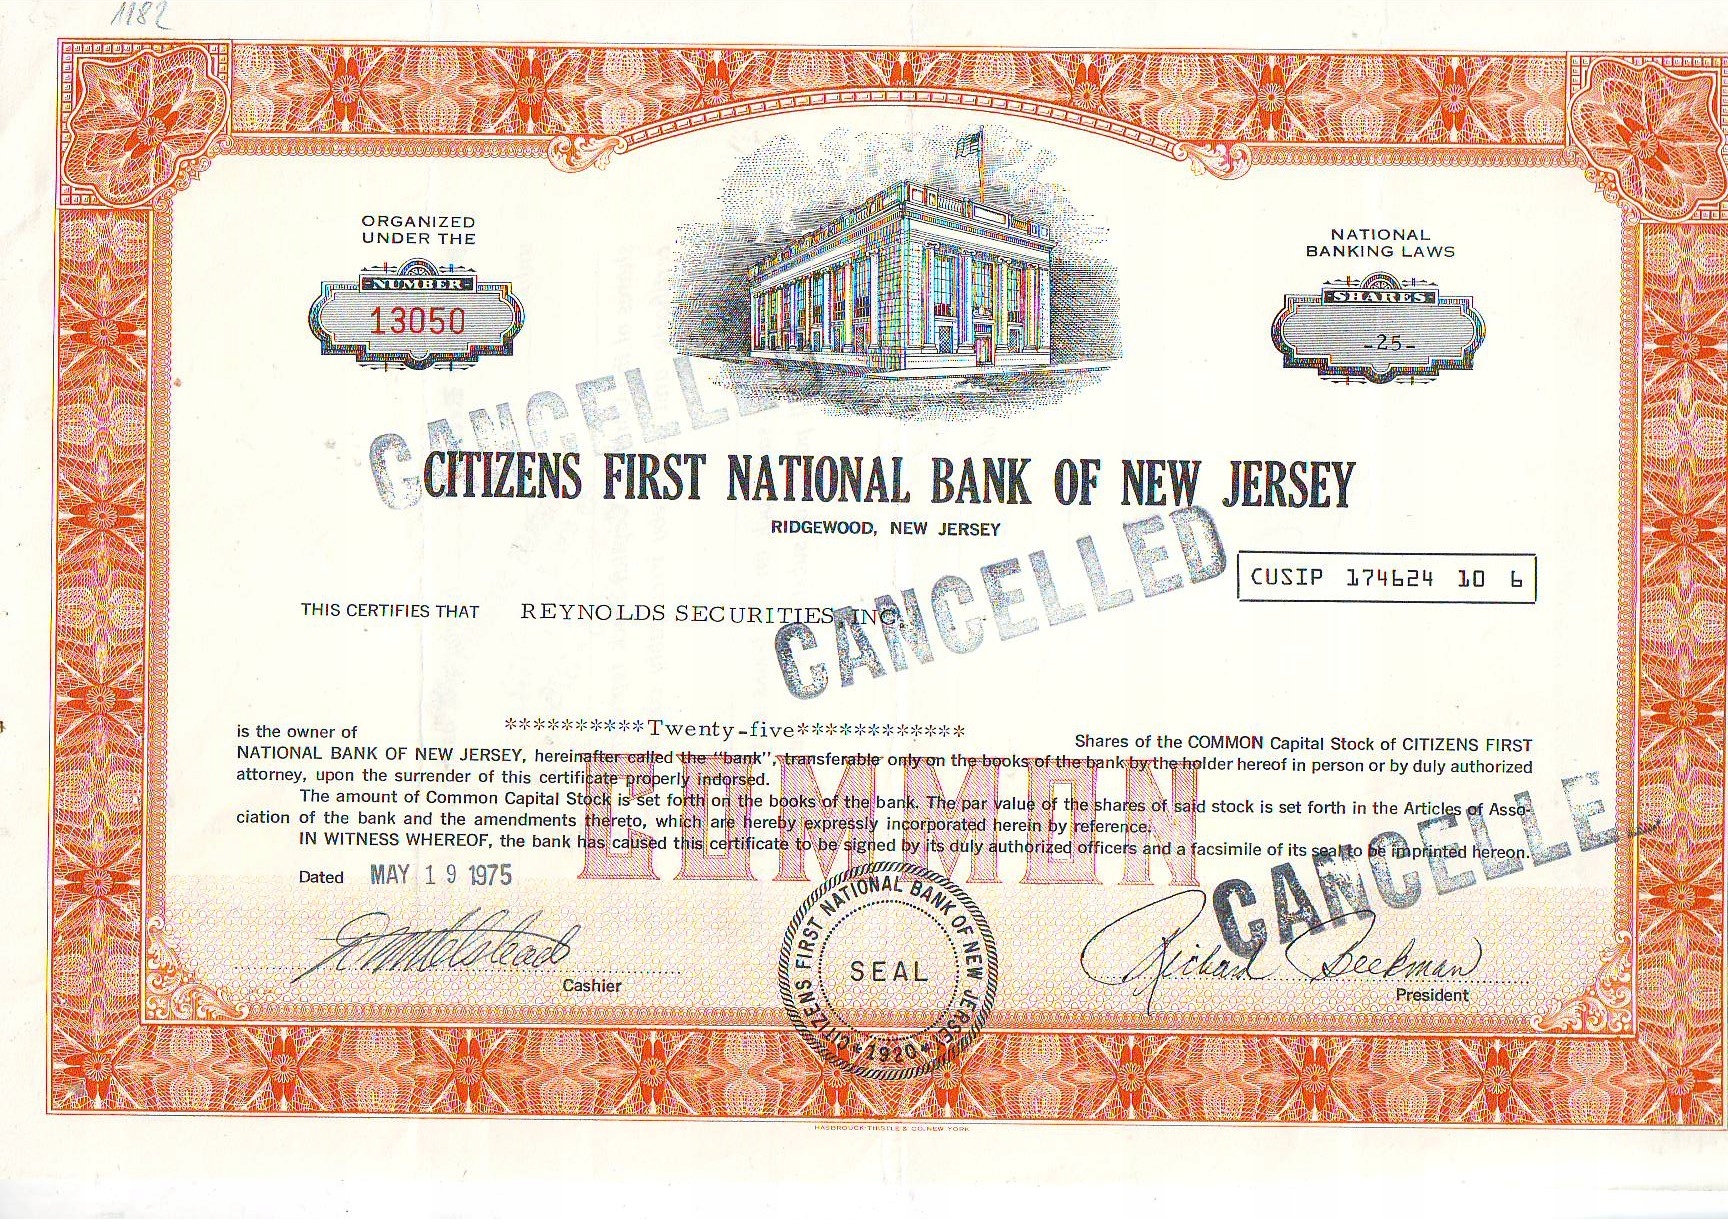 1182
ORGANIZED
UNDER THE
NUMBER
13050
NATIONAL
BANKING LAWS
SHARES
-25-
CANCELLED
CITIZENS FIRST NATIONAL BANK OF NEW JERSEY
RIDGEWOOD, NEW JERSEY
CANCELLED
CUSIP 174624 10 6
THIS CERTIFIES THAT REYNOLDS SECURITIES, INC.
is the owner of **********Twenty-five************ Shares of the COMMON Capital Stock of CITIZENS FIRST
NATIONAL BANK OF NEW JERSEY, hereinafter called the "bank", transferable only on the books of the bank by the holder hereof in person or by duly authorized
attorney, upon the surrender of this certificate properly indorsed.
The amount of Common Capital Stock is set forth on the books of the bank. The par value of the shares of said stock is set forth in the Articles of Asso-
ciation of the bank and the amendments thereto, which are hereby expressly incorporated herein by reference.
IN WITNESS WHEREOF, the bank has caused this certificate to be signed by its duly authorized officers and a facsimile of its seal to be imprinted hereon.
COMMON
CANCELLE
Dated MAY 19 1975
Cashier
CITIZENS FIRST NATIONAL BANK OF NEW JERSEY
SEAL
*1920*
Richard Beekman
President
HASBROUCK-THISTLE & CO. NEW YORK